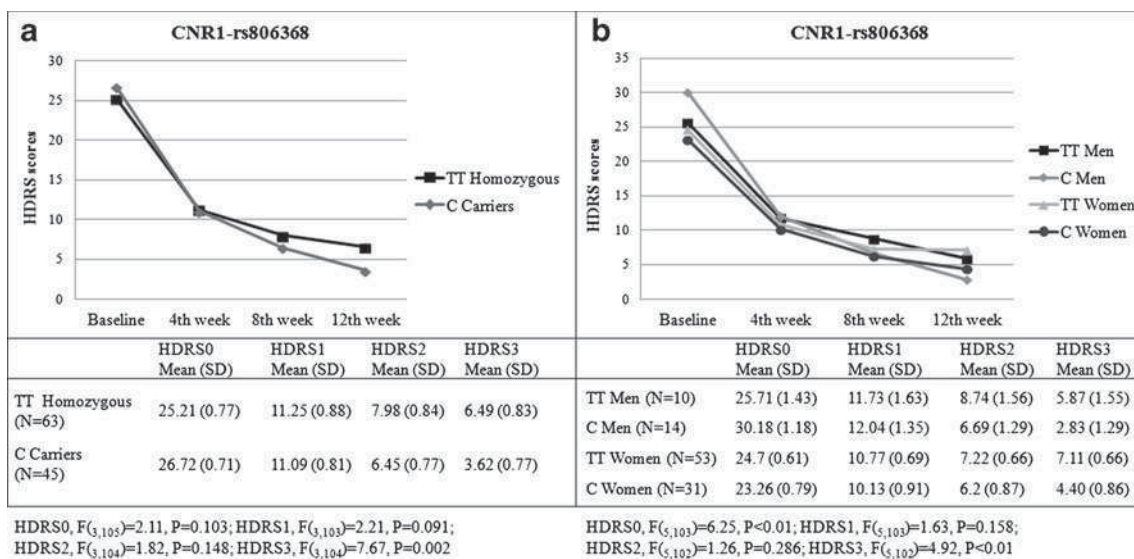 a
CNR1-rs806368
30
25
20
15
10
5
0
HDRS scores
Baseline 4th week 8th week 12th week
TT Homozygous
C Carriers
HDRS0 HDRS1 HDRS2 HDRS3
Mean (SD) Mean (SD) Mean (SD) Mean (SD)
TT Homozygous
(N=63)
25.21 (0.77) 11.25 (0.88) 7.98 (0.84) 6.49 (0.83)
C Carriers
(N=45)
26.72 (0.71) 11.09 (0.81) 6.45 (0.77) 3.62 (0.77)
HDRS0, F(3,105)=2.11, P=0.103; HDRS1, F(3,103)=2.21, P=0.091;
HDRS2, F(3,104)=1.82, P=0.148; HDRS3, F(3,104)=7.67, P=0.002
b
CNR1-rs806368
35
30
25
20
15
10
5
0
HDRS scores
Baseline 4th week 8th week 12th week
TT Men
C Men
TT Women
C Women
HDRS0 HDRS1 HDRS2 HDRS3
Mean (SD) Mean (SD) Mean (SD) Mean (SD)
TT Men (N=10) 25.71 (1.43) 11.73 (1.63) 8.74 (1.56) 5.87 (1.55)
C Men (N=14) 30.18 (1.18) 12.04 (1.35) 6.69 (1.29) 2.83 (1.29)
TT Women (N=53) 24.7 (0.61) 10.77 (0.69) 7.22 (0.66) 7.11 (0.66)
C Women (N=31) 23.26 (0.79) 10.13 (0.91) 6.2 (0.87) 4.40 (0.86)
HDRS0, F(5,103)=6.25, P<0.01; HDRS1, F(5,103)=1.63, P=0.158;
HDRS2, F(5,102)=1.26, P=0.286; HDRS3, F(5,102)=4.92, P<0.01